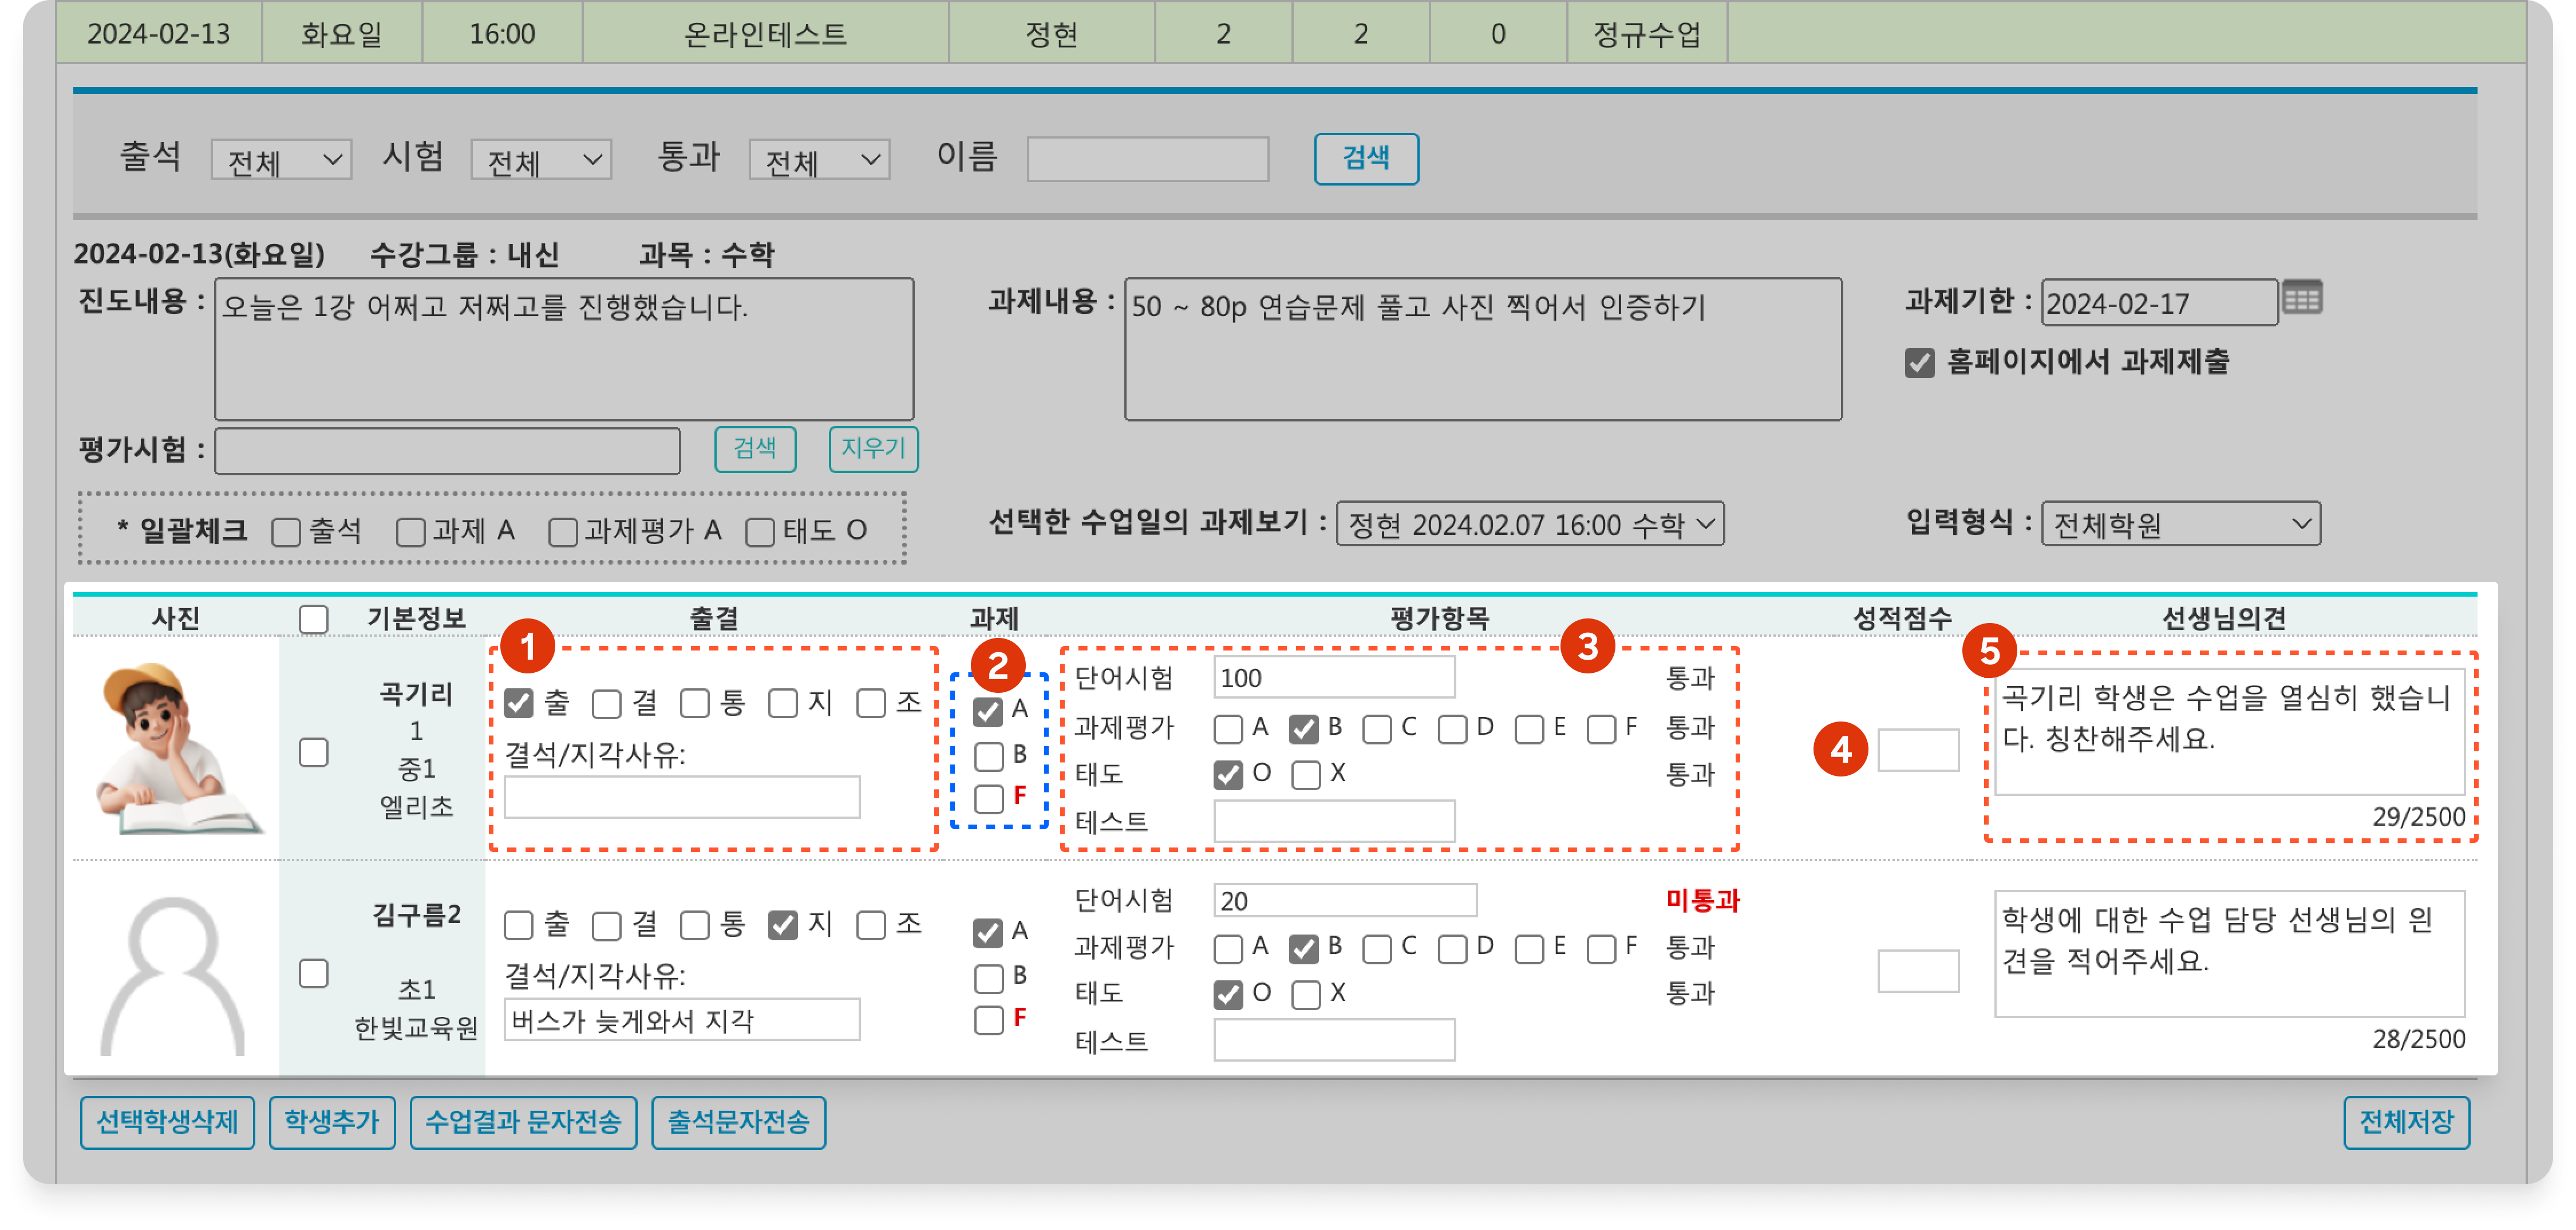 2024-02-13 화요일 16:00 온라인테스트 정현 2 2 0 정규수업
출석 전체 시험 전체 통과 전체 이름 검색
2024-02-13(화요일) 수강그룹 : 내신 과목 : 수학
진도내용 : 오늘은 1강 어쩌고 저쩌고를 진행했습니다. 과제내용 : 50 ~ 80p 연습문제 풀고 사진 찍어서 인증하기 과제기한 : 2024-02-17
홈페이지에서 과제제출
평가시험 : 검색 지우기
* 일괄체크 출석 과제 A 과제평가 A 태도 O 선택한 수업일의 과제보기 : 정현 2024.02.07 16:00 수학 입력형식 : 전체학원
사진 기본정보 출결 과제 평가항목 성적점수 선생님의견
1 2 3 4 5
곡기리
1
중1
엘리초
출 결 통 지 조
결석/지각사유:
A
B
F
단어시험 100 통과
과제평가 A B C D E F 통과
태도 O X 통과
테스트
곡기리 학생은 수업을 열심히 했습니
다. 칭찬해주세요.
29/2500
김구름2
초1
한빛교육원
출 결 통 지 조
결석/지각사유:
버스가 늦게와서 지각
A
B
F
단어시험 20 미통과
과제평가 A B C D E F 통과
태도 O X 통과
테스트
학생에 대한 수업 담당 선생님의 읜
견을 적어주세요.
28/2500
선택학생삭제 학생추가 수업결과 문자전송 출석문자전송 전체저장